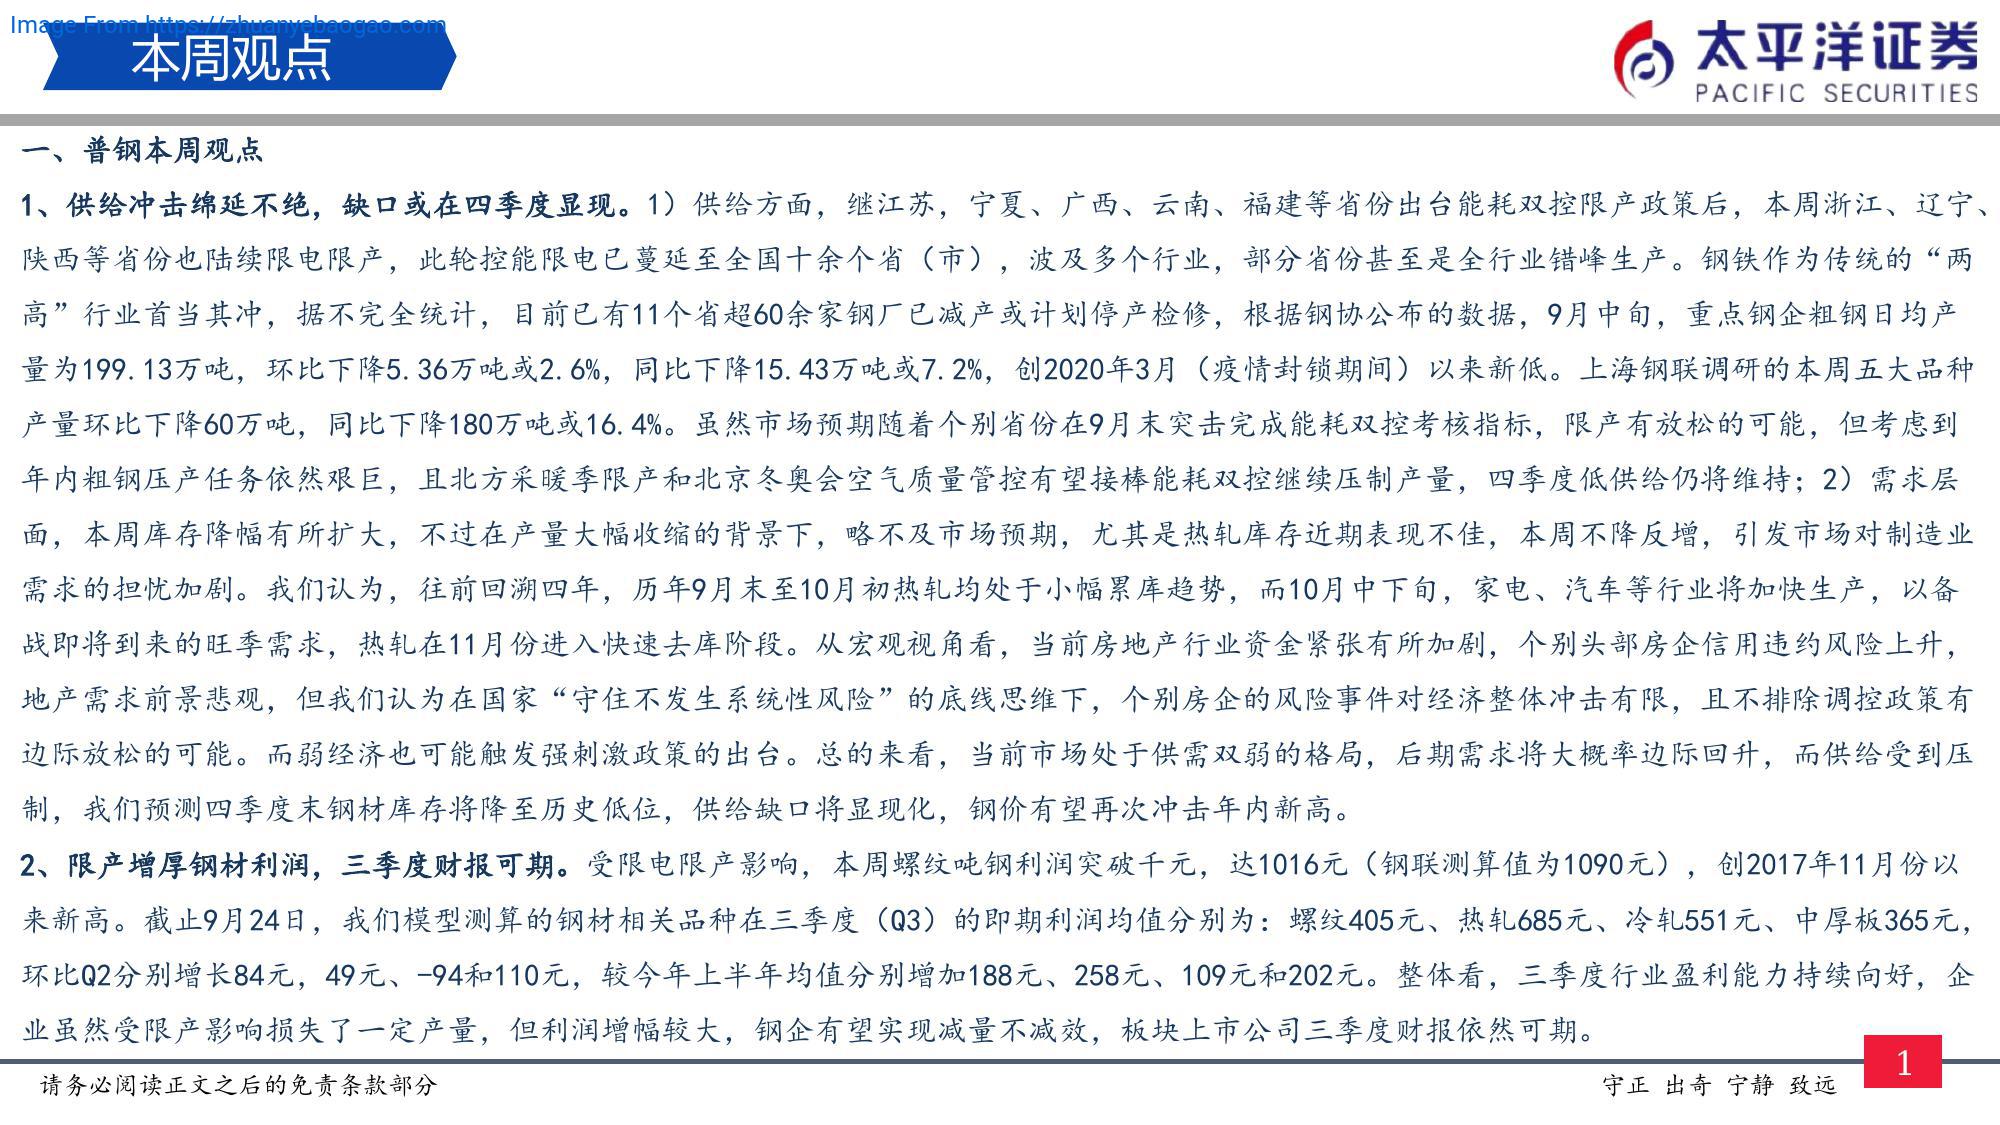 Image From https://zhuanyebaogao.com
本周观点
太平洋证券
PACIFIC SECURITIES
一、普钢本周观点
1、供给冲击绵延不绝，缺口或在四季度显现。1）供给方面，继江苏，宁夏、广西、云南、福建等省份出台能耗双控限产政策后，本周浙江、辽宁、
陕西等省份也陆续限电限产，此轮控能限电已蔓延至全国十余个省（市），波及多个行业，部分省份甚至是全行业错峰生产。钢铁作为传统的“两
高”行业首当其冲，据不完全统计，目前已有11个省超60余家钢厂已减产或计划停产检修，根据钢协公布的数据，9月中旬，重点钢企粗钢日均产
量为199.13万吨，环比下降5.36万吨或2.6%，同比下降15.43万吨或7.2%，创2020年3月（疫情封锁期间）以来新低。上海钢联调研的本周五大品种
产量环比下降60万吨，同比下降180万吨或16.4%。虽然市场预期随着个别省份在9月末突击完成能耗双控考核指标，限产有放松的可能，但考虑到
年内粗钢压产任务依然艰巨，且北方采暖季限产和北京冬奥会空气质量管控有望接棒能耗双控继续压制产量，四季度低供给仍将维持；2）需求层
面，本周库存降幅有所扩大，不过在产量大幅收缩的背景下，略不及市场预期，尤其是热轧库存近期表现不佳，本周不降反增，引发市场对制造业
需求的担忧加剧。我们认为，往前回溯四年，历年9月末至10月初热轧均处于小幅累库趋势，而10月中下旬，家电、汽车等行业将加快生产，以备
战即将到来的旺季需求，热轧在11月份进入快速去库阶段。从宏观视角看，当前房地产行业资金紧张有所加剧，个别头部房企信用违约风险上升，
地产需求前景悲观，但我们认为在国家“守住不发生系统性风险”的底线思维下，个别房企的风险事件对经济整体冲击有限，且不排除调控政策有
边际放松的可能。而弱经济也可能触发强刺激政策的出台。总的来看，当前市场处于供需双弱的格局，后期需求将大概率边际回升，而供给受到压
制，我们预测四季度末钢材库存将降至历史低位，供给缺口将显现化，钢价有望再次冲击年内新高。
2、限产增厚钢材利润，三季度财报可期。受限电限产影响，本周螺纹吨钢利润突破千元，达1016元（钢联测算值为1090元），创2017年11月份以
来新高。截止9月24日，我们模型测算的钢材相关品种在三季度（Q3）的即期利润均值分别为：螺纹405元、热轧685元、冷轧551元、中厚板365元，
环比Q2分别增长84元，49元、-94和110元，较今年上半年均值分别增加188元、258元、109元和202元。整体看，三季度行业盈利能力持续向好，企
业虽然受限产影响损失了一定产量，但利润增幅较大，钢企有望实现减量不减效，板块上市公司三季度财报依然可期。
请务必阅读正文之后的免责条款部分
守正 出奇 宁静 致远
1